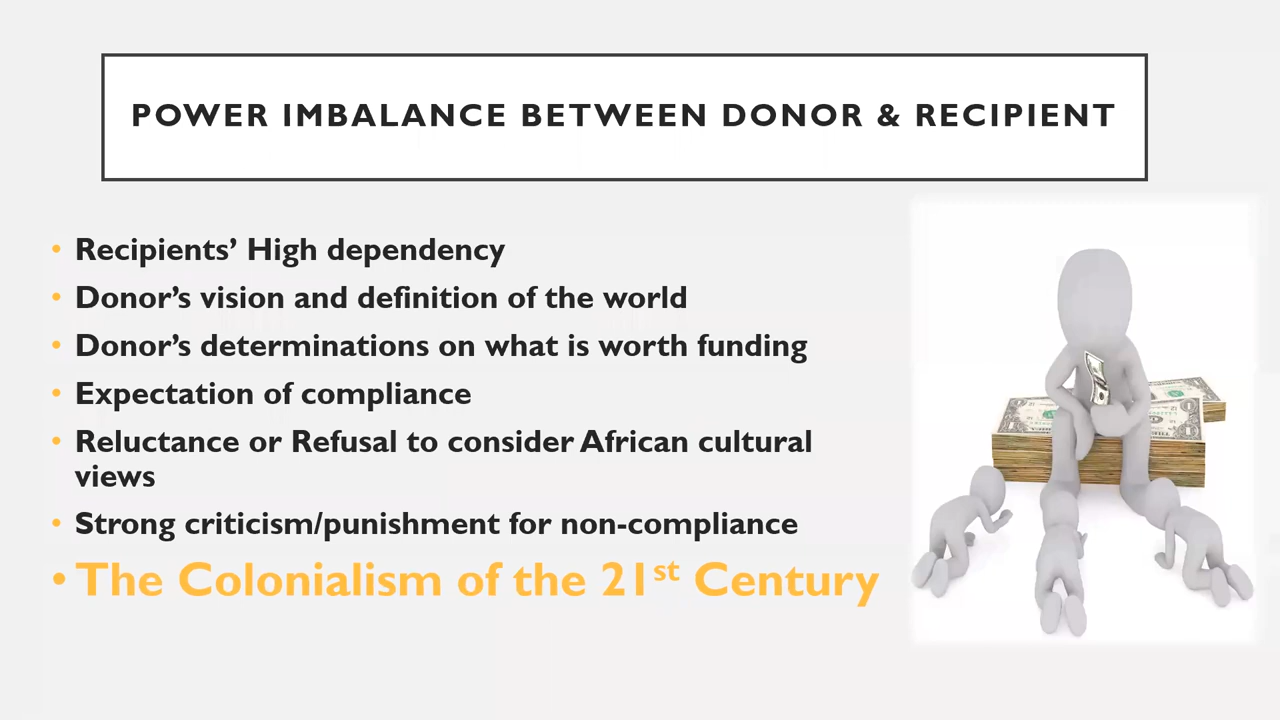 POWER IMBALANCE BETWEEN DONOR & RECIPIENT
• Recipients’ High dependency
• Donor’s vision and definition of the world
• Donor’s determinations on what is worth funding
• Expectation of compliance
• Reluctance or Refusal to consider African cultural
views
• Strong criticism/punishment for non-compliance
• The Colonialism of the 21st Century